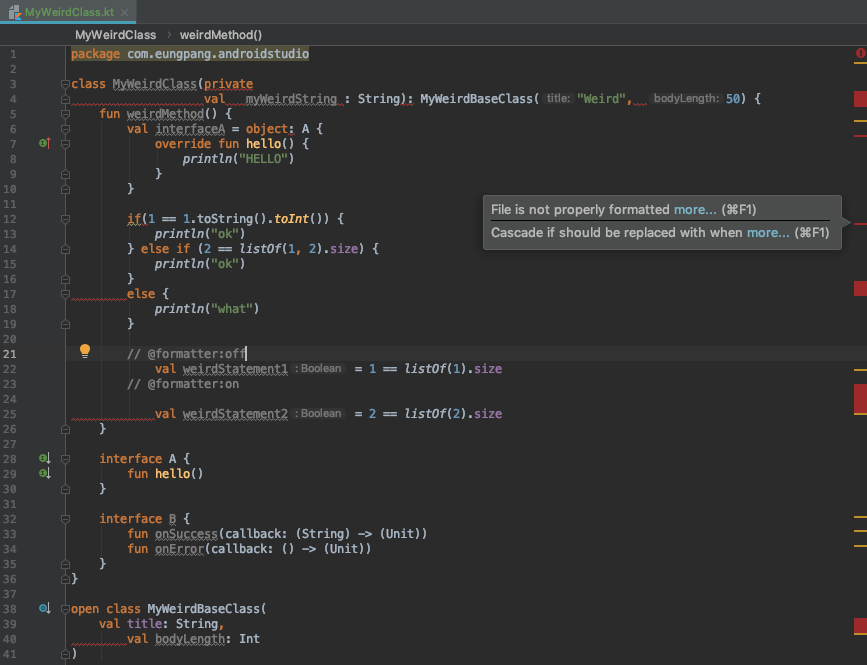 MyWeirdClass.kt ×
MyWeirdClass › weirdMethod()
1 package com.eungpang.androidstudio
2
3 class MyWeirdClass(private
4 val myWeirdString : String): MyWeirdBaseClass( title: "Weird", bodyLength: 50) {
5 fun weirdMethod() {
6 val interfaceA = object: A {
7 override fun hello() {
8 println("HELLO")
9 }
10 }
11
12 if(1 == 1.toString().toInt()) {
13 println("ok")
14 } else if (2 == listOf(1, 2).size) {
15 println("ok")
16 }
17 else {
18 println("what")
19 }
20
21 // @formatter:off
22 val weirdStatement1 : Boolean = 1 == listOf(1).size
23 // @formatter:on
24
25 val weirdStatement2 : Boolean = 2 == listOf(2).size
26 }
27
28 interface A {
29 fun hello()
30 }
31
32 interface B {
33 fun onSuccess(callback: (String) -> (Unit))
34 fun onError(callback: () -> (Unit))
35 }
36 }
37
38 open class MyWeirdBaseClass(
39 val title: String,
40 val bodyLength: Int
41 )
File is not properly formatted more... (⌘F1)
Cascade if should be replaced with when more... (⌘F1)